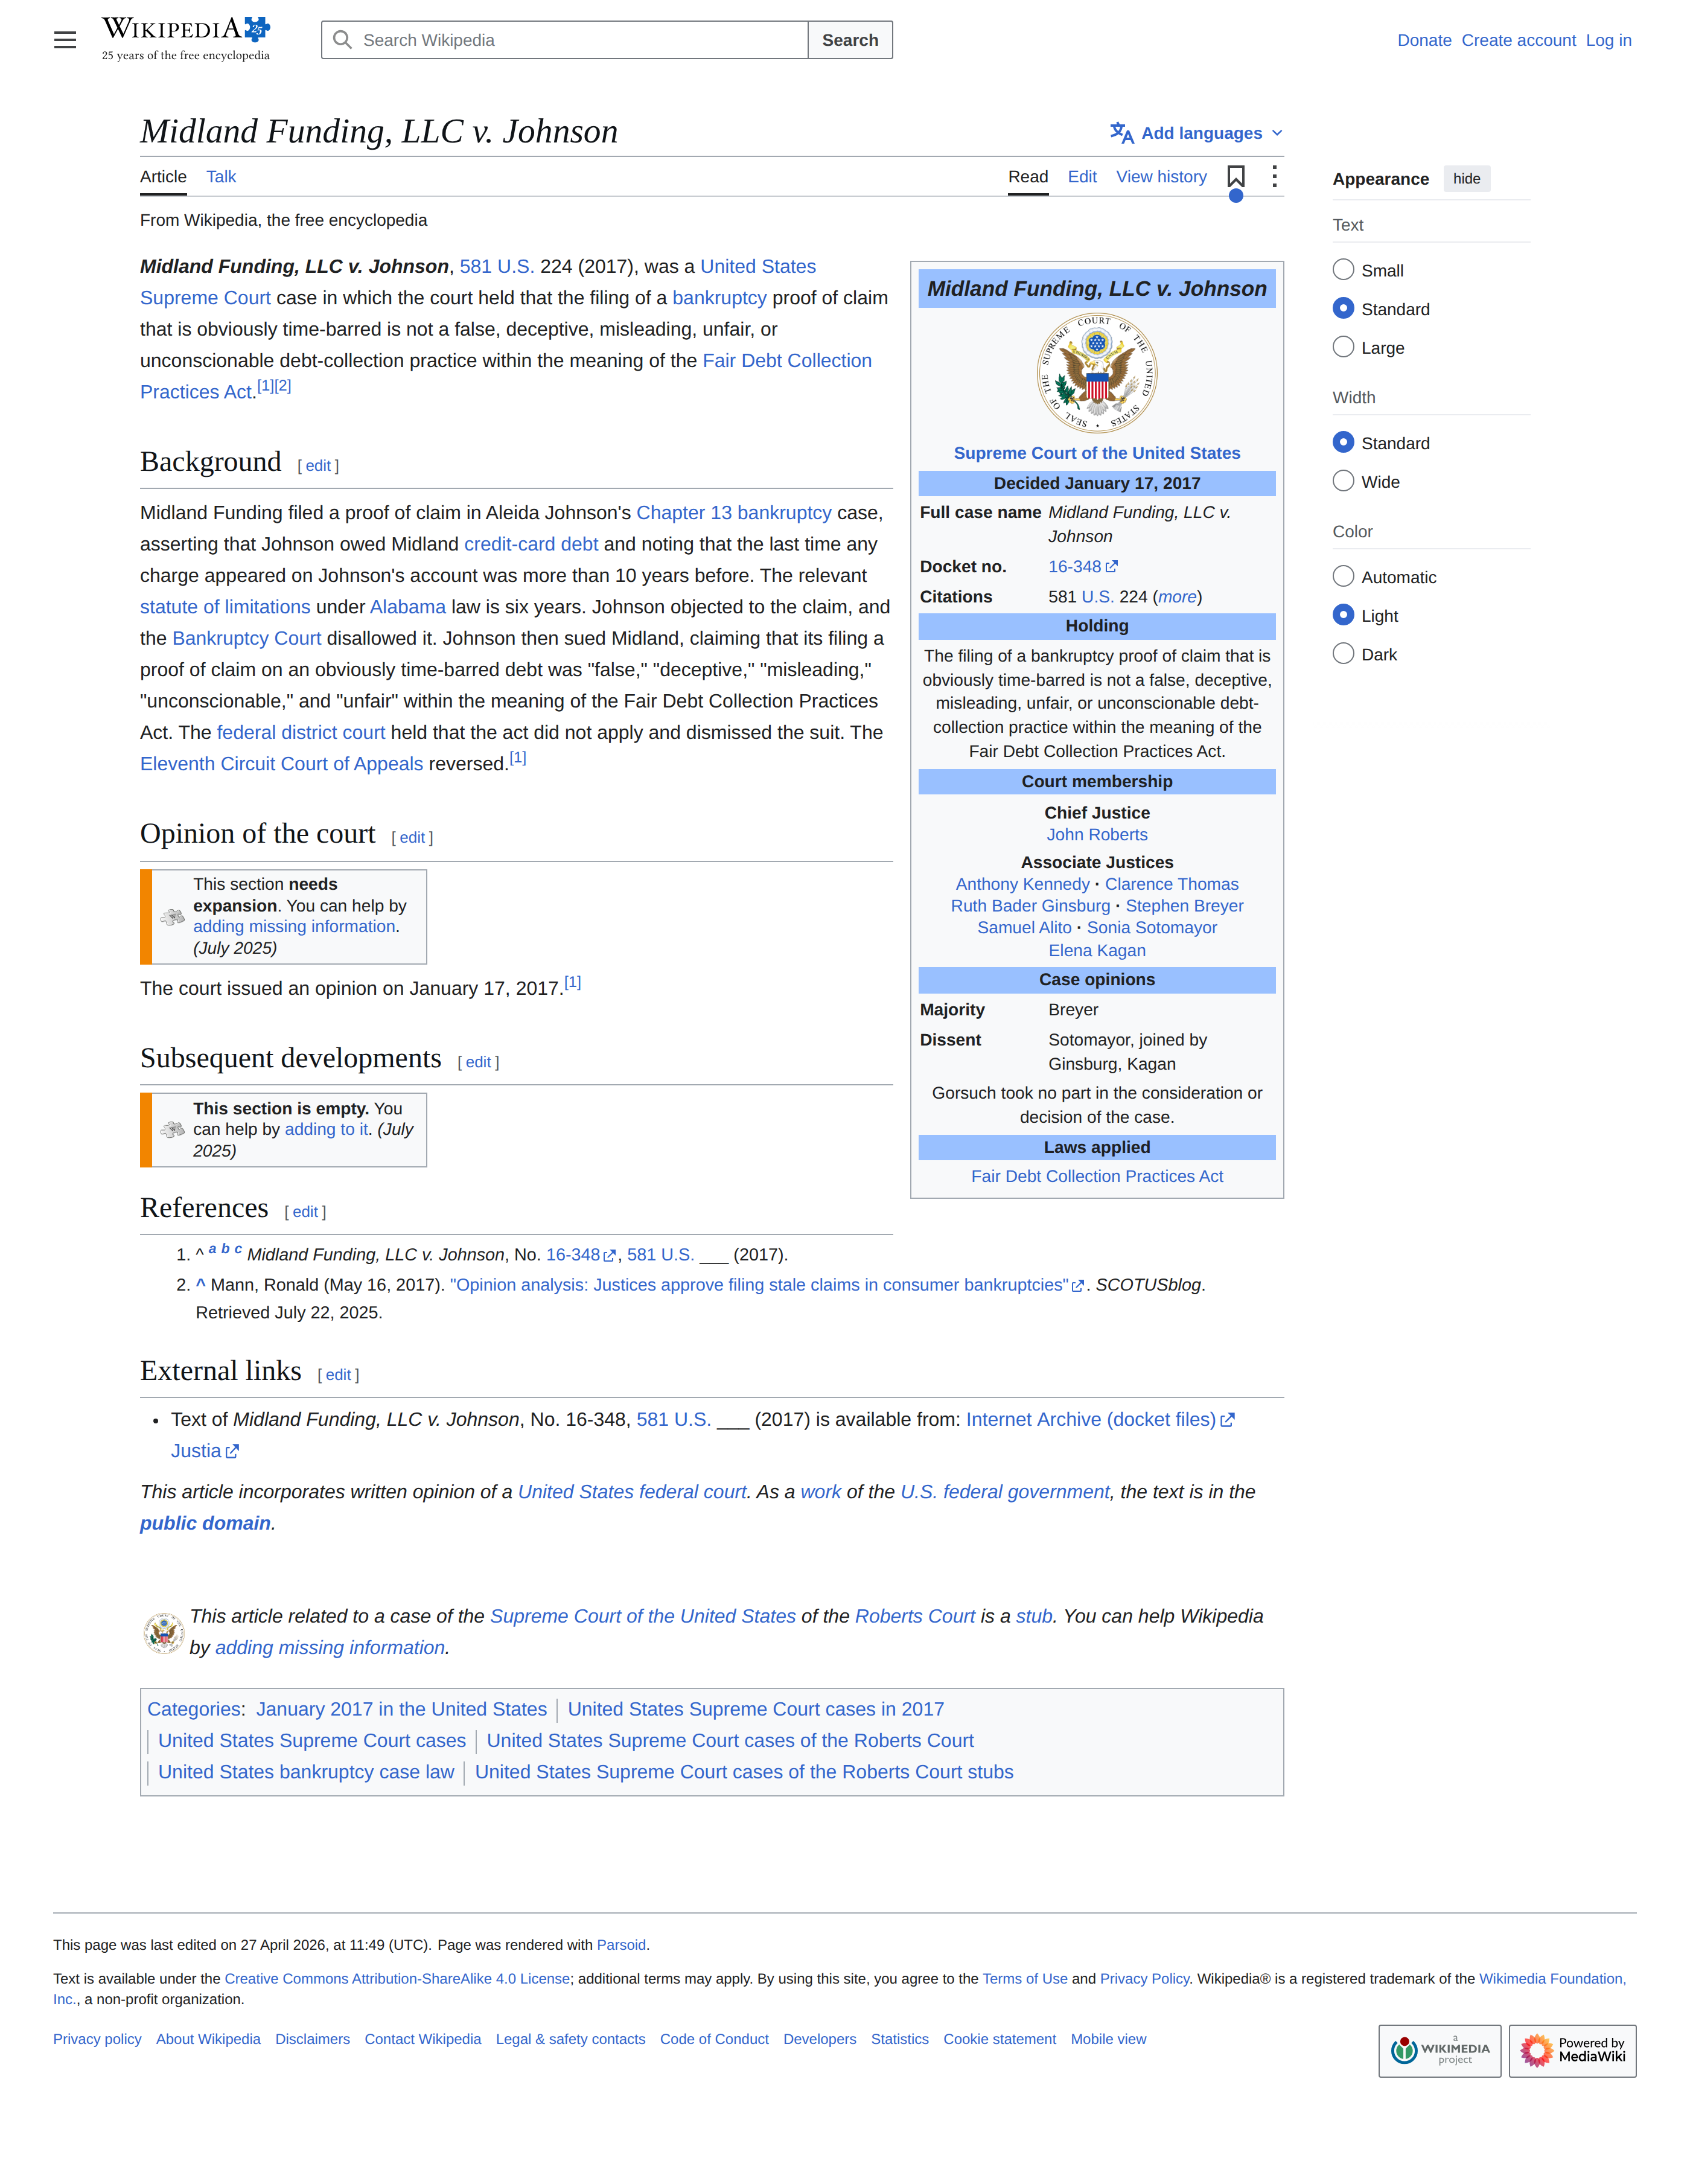 WIKIPEDIA 25
25 years of the free encyclopedia
Search Wikipedia
Search
Donate Create account Log in
Midland Funding, LLC v. Johnson
Add languages
Article Talk
Read Edit View history
From Wikipedia, the free encyclopedia
Midland Funding, LLC v. Johnson, 581 U.S. 224 (2017), was a United States
Supreme Court case in which the court held that the filing of a bankruptcy proof of claim
that is obviously time-barred is not a false, deceptive, misleading, unfair, or
unconscionable debt-collection practice within the meaning of the Fair Debt Collection
Practices Act.[1][2]
Background [ edit ]
Midland Funding filed a proof of claim in Aleida Johnson's Chapter 13 bankruptcy case,
asserting that Johnson owed Midland credit-card debt and noting that the last time any
charge appeared on Johnson's account was more than 10 years before. The relevant
statute of limitations under Alabama law is six years. Johnson objected to the claim, and
the Bankruptcy Court disallowed it. Johnson then sued Midland, claiming that its filing a
proof of claim on an obviously time-barred debt was "false," "deceptive," "misleading,"
"unconscionable," and "unfair" within the meaning of the Fair Debt Collection Practices
Act. The federal district court held that the act did not apply and dismissed the suit. The
Eleventh Circuit Court of Appeals reversed.[1]
Opinion of the court [ edit ]
This section needs
expansion. You can help by
adding missing information.
(July 2025)
The court issued an opinion on January 17, 2017.[1]
Subsequent developments [ edit ]
This section is empty. You
can help by adding to it. (July
2025)
References [ edit ]
1. ^ a b c Midland Funding, LLC v. Johnson, No. 16-348, 581 U.S. ___ (2017).
2. ^ Mann, Ronald (May 16, 2017). "Opinion analysis: Justices approve filing stale claims in consumer bankruptcies". SCOTUSblog.
Retrieved July 22, 2025.
External links [ edit ]
• Text of Midland Funding, LLC v. Johnson, No. 16-348, 581 U.S. ___ (2017) is available from: Internet Archive (docket files)
Justia
This article incorporates written opinion of a United States federal court. As a work of the U.S. federal government, the text is in the
public domain.
This article related to a case of the Supreme Court of the United States of the Roberts Court is a stub. You can help Wikipedia
by adding missing information.
Categories: January 2017 in the United States | United States Supreme Court cases in 2017
| United States Supreme Court cases | United States Supreme Court cases of the Roberts Court
| United States bankruptcy case law | United States Supreme Court cases of the Roberts Court stubs
Midland Funding, LLC v. Johnson
SEAL OF THE SUPREME COURT OF THE UNITED STATES
Supreme Court of the United States
Decided January 17, 2017
Full case name Midland Funding, LLC v.
Johnson
Docket no. 16-348
Citations 581 U.S. 224 (more)
Holding
The filing of a bankruptcy proof of claim that is
obviously time-barred is not a false, deceptive,
misleading, unfair, or unconscionable debt-
collection practice within the meaning of the
Fair Debt Collection Practices Act.
Court membership
Chief Justice
John Roberts
Associate Justices
Anthony Kennedy · Clarence Thomas
Ruth Bader Ginsburg · Stephen Breyer
Samuel Alito · Sonia Sotomayor
Elena Kagan
Case opinions
Majority Breyer
Dissent Sotomayor, joined by
Ginsburg, Kagan
Gorsuch took no part in the consideration or
decision of the case.
Laws applied
Fair Debt Collection Practices Act
Appearance hide
Text
Small
Standard
Large
Width
Standard
Wide
Color
Automatic
Light
Dark
This page was last edited on 27 April 2026, at 11:49 (UTC). Page was rendered with Parsoid.
Text is available under the Creative Commons Attribution-ShareAlike 4.0 License; additional terms may apply. By using this site, you agree to the Terms of Use and Privacy Policy. Wikipedia® is a registered trademark of the Wikimedia Foundation,
Inc., a non-profit organization.
Privacy policy About Wikipedia Disclaimers Contact Wikipedia Legal & safety contacts Code of Conduct Developers Statistics Cookie statement Mobile view
a
WIKIMEDIA
project
Powered by
MediaWiki